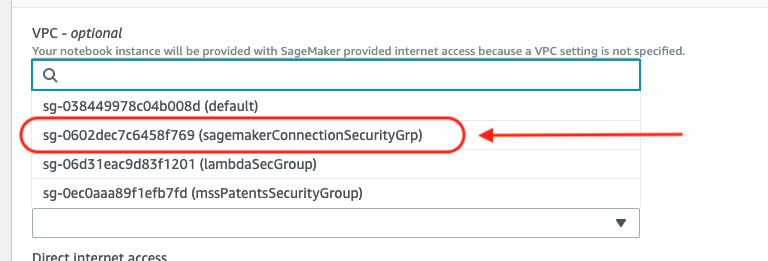 VPC - optional
Your notebook instance will be provided with SageMaker provided internet access because a VPC setting is not specified.
sg-038449978c04b008d (default)
sg-0602dec7c6458f769 (sagemakerConnectionSecurityGrp)
sg-06d31eac9d83f1201 (lambdaSecGroup)
sg-0ec0aaa89f1efb7fd (mssPatentsSecurityGroup)
Direct internet access